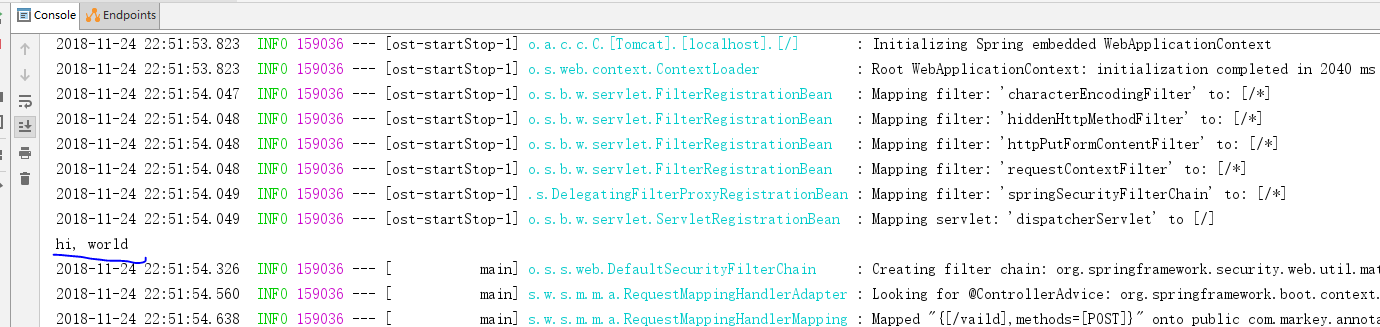 Console Endpoints
2018-11-24 22:51:53.823 INFO 159036 --- [ost-startStop-1] o.a.c.c.C.[Tomcat].[localhost].[/] : Initializing Spring embedded WebApplicationContext
2018-11-24 22:51:53.823 INFO 159036 --- [ost-startStop-1] o.s.web.context.ContextLoader : Root WebApplicationContext: initialization completed in 2040 ms
2018-11-24 22:51:54.047 INFO 159036 --- [ost-startStop-1] o.s.b.w.servlet.FilterRegistrationBean : Mapping filter: 'characterEncodingFilter' to: [/*]
2018-11-24 22:51:54.048 INFO 159036 --- [ost-startStop-1] o.s.b.w.servlet.FilterRegistrationBean : Mapping filter: 'hiddenHttpMethodFilter' to: [/*]
2018-11-24 22:51:54.048 INFO 159036 --- [ost-startStop-1] o.s.b.w.servlet.FilterRegistrationBean : Mapping filter: 'httpPutFormContentFilter' to: [/*]
2018-11-24 22:51:54.048 INFO 159036 --- [ost-startStop-1] o.s.b.w.servlet.FilterRegistrationBean : Mapping filter: 'requestContextFilter' to: [/*]
2018-11-24 22:51:54.049 INFO 159036 --- [ost-startStop-1] .s.DelegatingFilterProxyRegistrationBean : Mapping filter: 'springSecurityFilterChain' to: [/*]
2018-11-24 22:51:54.049 INFO 159036 --- [ost-startStop-1] o.s.b.w.servlet.ServletRegistrationBean : Mapping servlet: 'dispatcherServlet' to [/]
hi, world
2018-11-24 22:51:54.326 INFO 159036 --- [ main] o.s.s.web.DefaultSecurityFilterChain : Creating filter chain: org.springframework.security.web.util.mat
2018-11-24 22:51:54.560 INFO 159036 --- [ main] s.w.s.m.m.a.RequestMappingHandlerAdapter : Looking for @ControllerAdvice: org.springframework.boot.context.
2018-11-24 22:51:54.638 INFO 159036 --- [ main] s.w.s.m.m.a.RequestMappingHandlerMapping : Mapped "{[/vaild],methods=[POST]}" onto public com.markey.annota